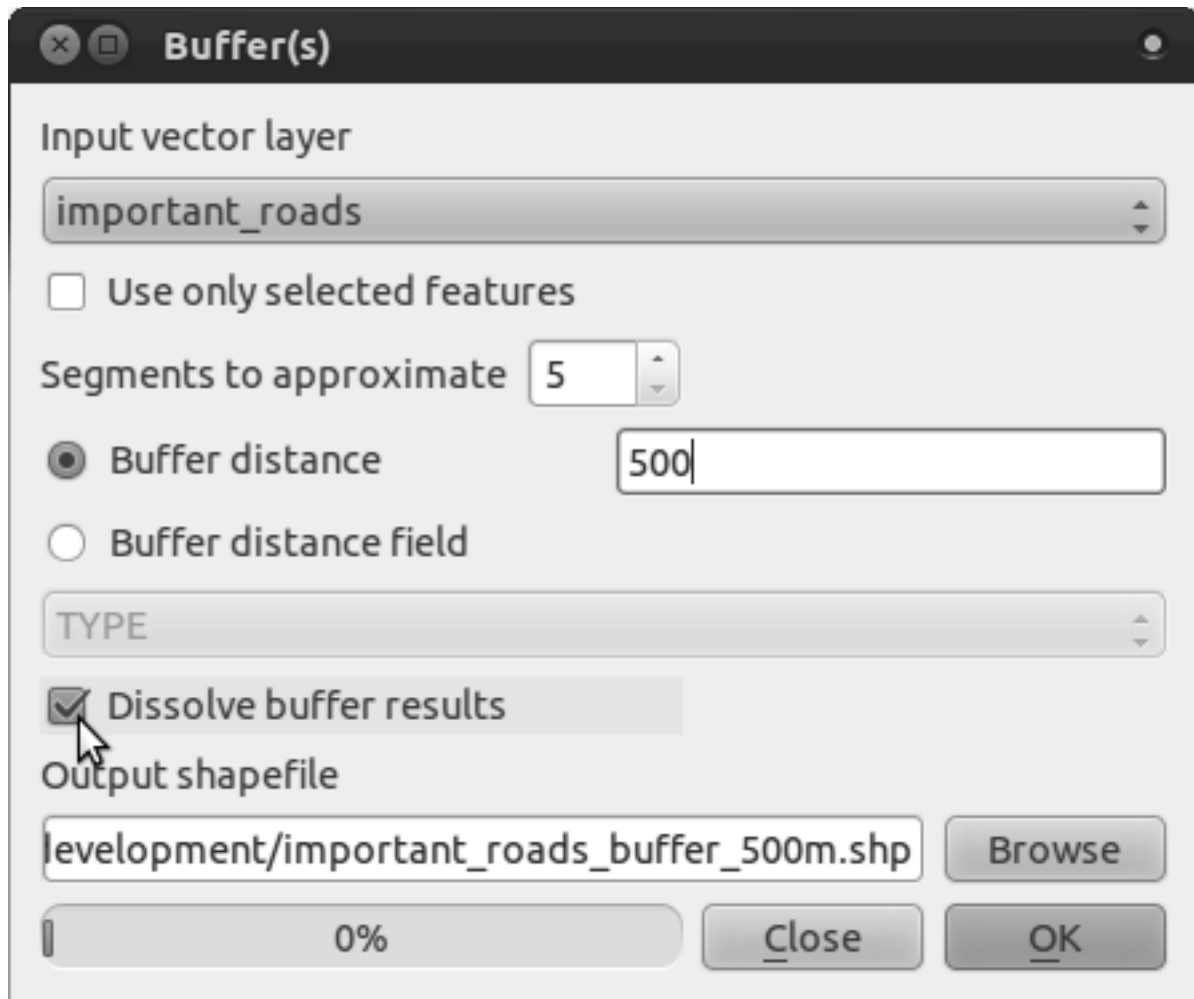 Buffer(s)
Input vector layer
important_roads
Use only selected features
Segments to approximate 5
Buffer distance 500
Buffer distance field
TYPE
Dissolve buffer results
Output shapefile
levelopment/important_roads_buffer_500m.shp Browse
0% Close OK